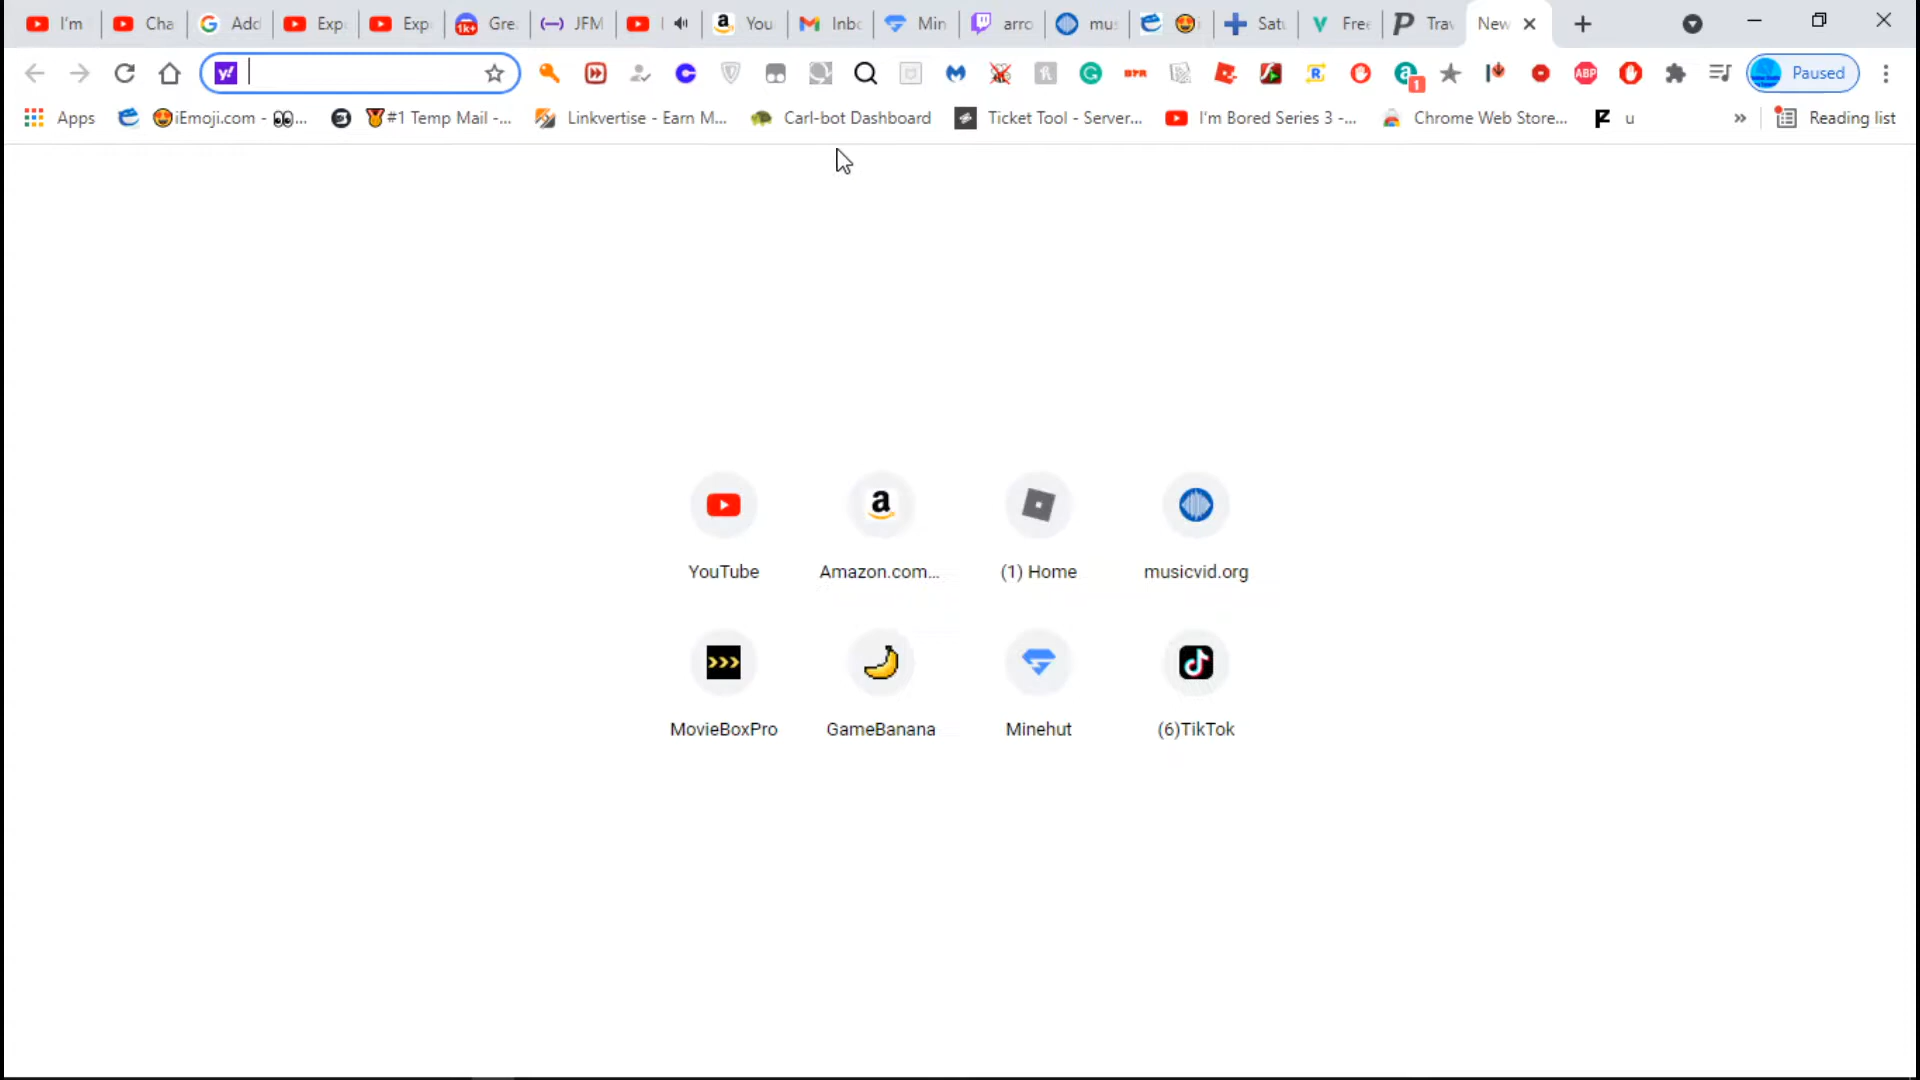 I'm Cha Add Exp Exp Gre JFM You Inbo Min arro mus Satu Free Trav New
y! ABP Paused
Apps iEmoji.com - 👀... #1 Temp Mail -... Linkvertise - Earn M... Carl-bot Dashboard Ticket Tool - Server... I'm Bored Series 3 -... Chrome Web Store... u » Reading list
YouTube Amazon.com... (1) Home musicvid.org
MovieBoxPro GameBanana Minehut (6)TikTok